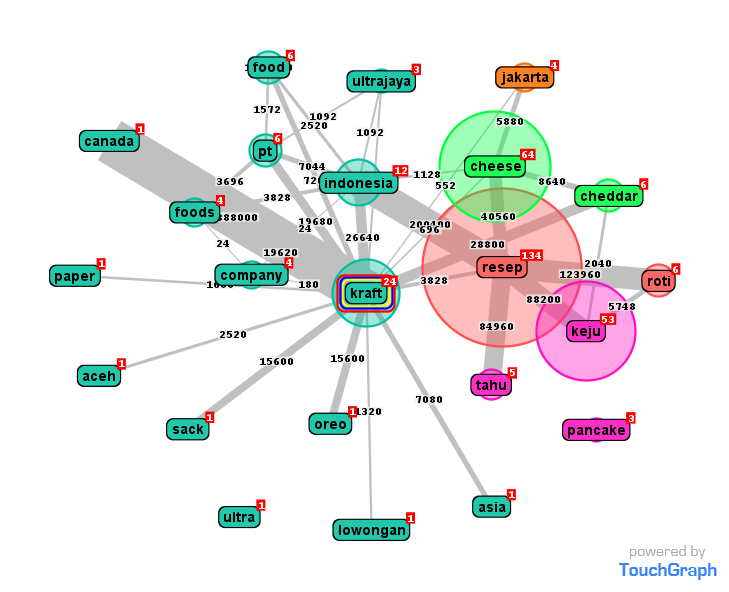 food 6
ultrajaya 3
jakarta 4
1572
1092
2520
1092
5880
canada 1
pt 6
7044
cheese 64
indonesia 12
1128
552
8640
3696
3828
cheddar 6
foods 4
19680
24
696
40560
26640
24
19620
28800
company 4
180
resep 134
2040
123960
roti 6
paper 1
kraft 24
3828
88200
5748
keju 53
84960
2520
15600
15600
aceh 1
tahu 5
7080
sack 1
oreo 1
pancake 3
asia 1
ultra 1
lowongan 1
powered by
TouchGraph